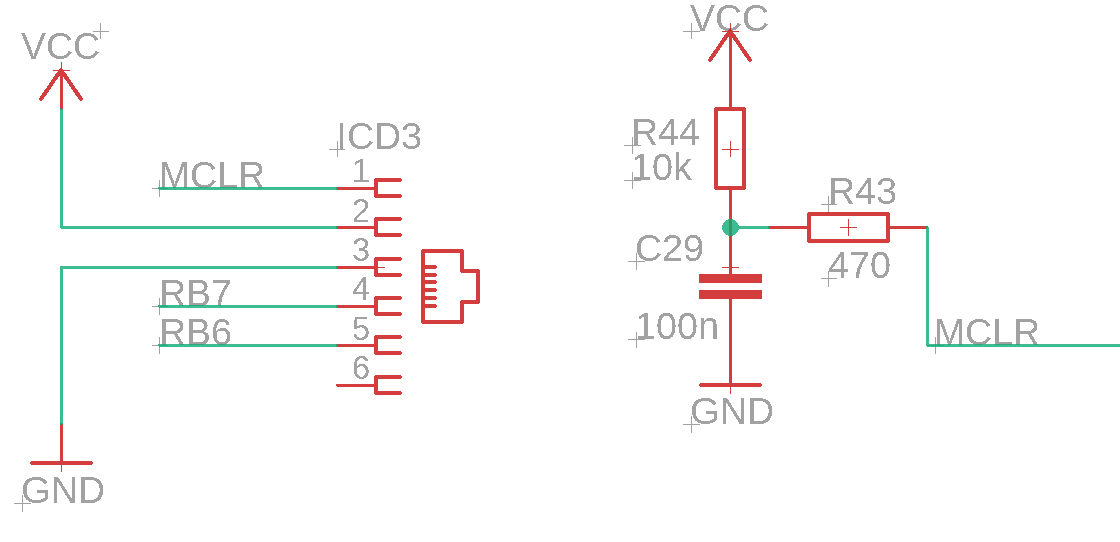 VCC
ICD3
MCLR
1
2
3
RB7
4
RB6
5
6
GND
VCC
R44
10k
R43
470
C29
100n
MCLR
GND